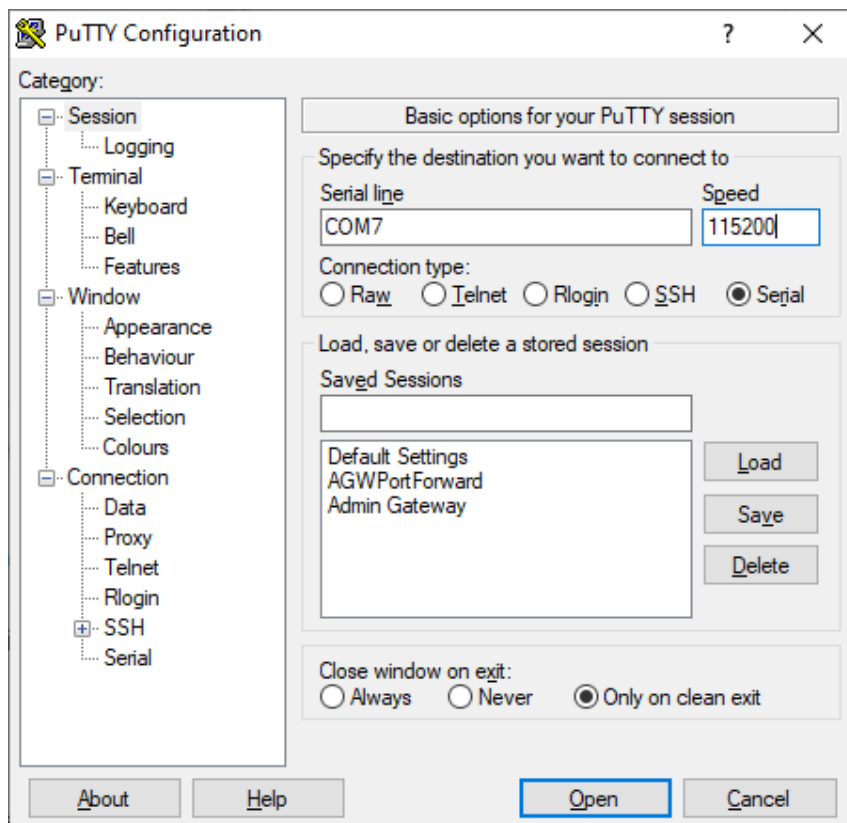 PuTTY Configuration
?
Category:
Session
Logging
Terminal
Keyboard
Bell
Features
Window
Appearance
Behaviour
Translation
Selection
Colours
Connection
Data
Proxy
Telnet
Rlogin
SSH
Serial
Basic options for your PuTTY session
Specify the destination you want to connect to
Serial line Speed
COM7 115200
Connection type:
Raw Telnet Rlogin SSH Serial
Load, save or delete a stored session
Saved Sessions
Default Settings
AGWPortForward
Admin Gateway
Load
Save
Delete
Close window on exit:
Always Never Only on clean exit
About Help Open Cancel